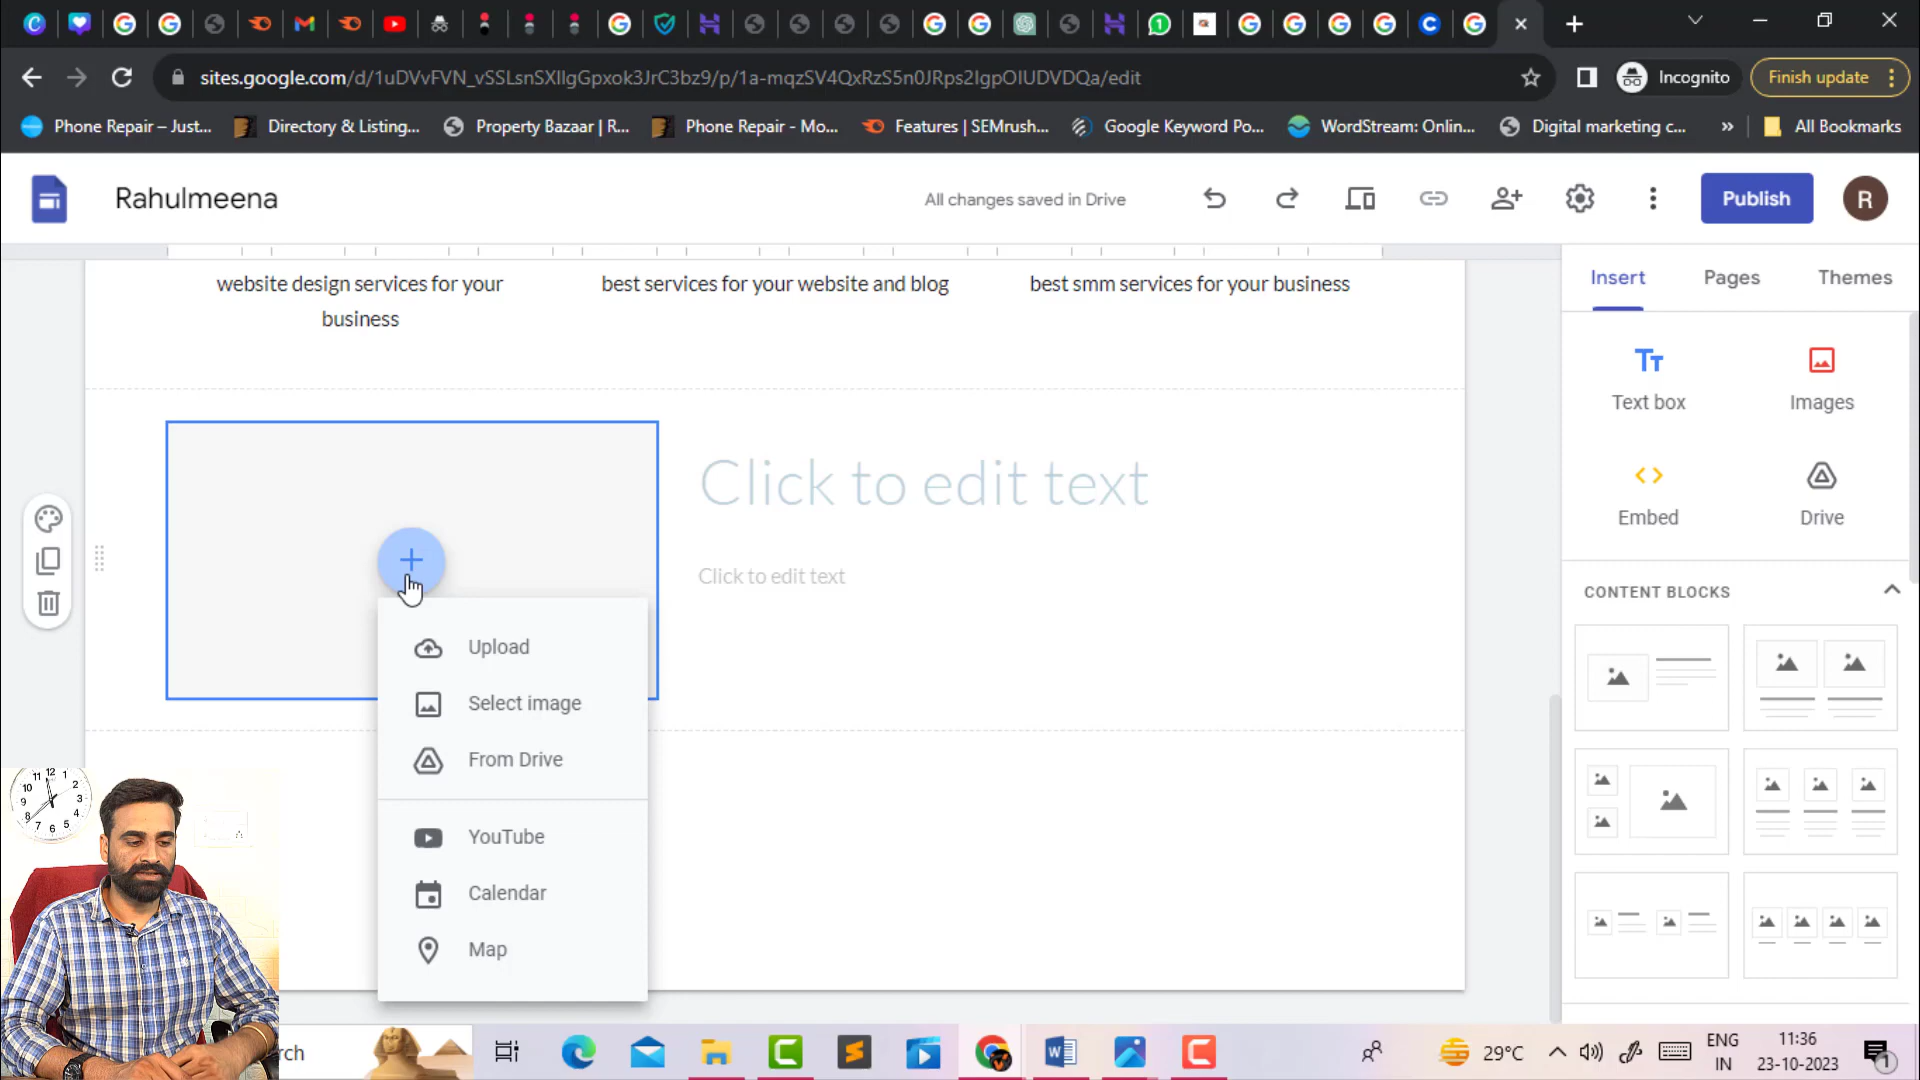 sites.google.com/d/1uDVvFVN_vSSLsnSXlIgGpxok3JrC3bz9/p/1a-mqzSV4QxRzS5n0JRps2IgpOIUDVDQa/edit
Incognito
Finish update
Phone Repair – Just...
Directory & Listing...
Property Bazaar | R...
Phone Repair - Mo...
Features | SEMrush...
Google Keyword Po...
WordStream: Onlin...
Digital marketing c...
All Bookmarks
Rahulmeena
All changes saved in Drive
Publish
R
website design services for your
business
best services for your website and blog
best smm services for your business
Insert
Pages
Themes
Text box
Images
Embed
Drive
CONTENT BLOCKS
Click to edit text
Click to edit text
Upload
Select image
From Drive
YouTube
Calendar
Map
rch
29°C
ENG
IN
11:36
23-10-2023
1